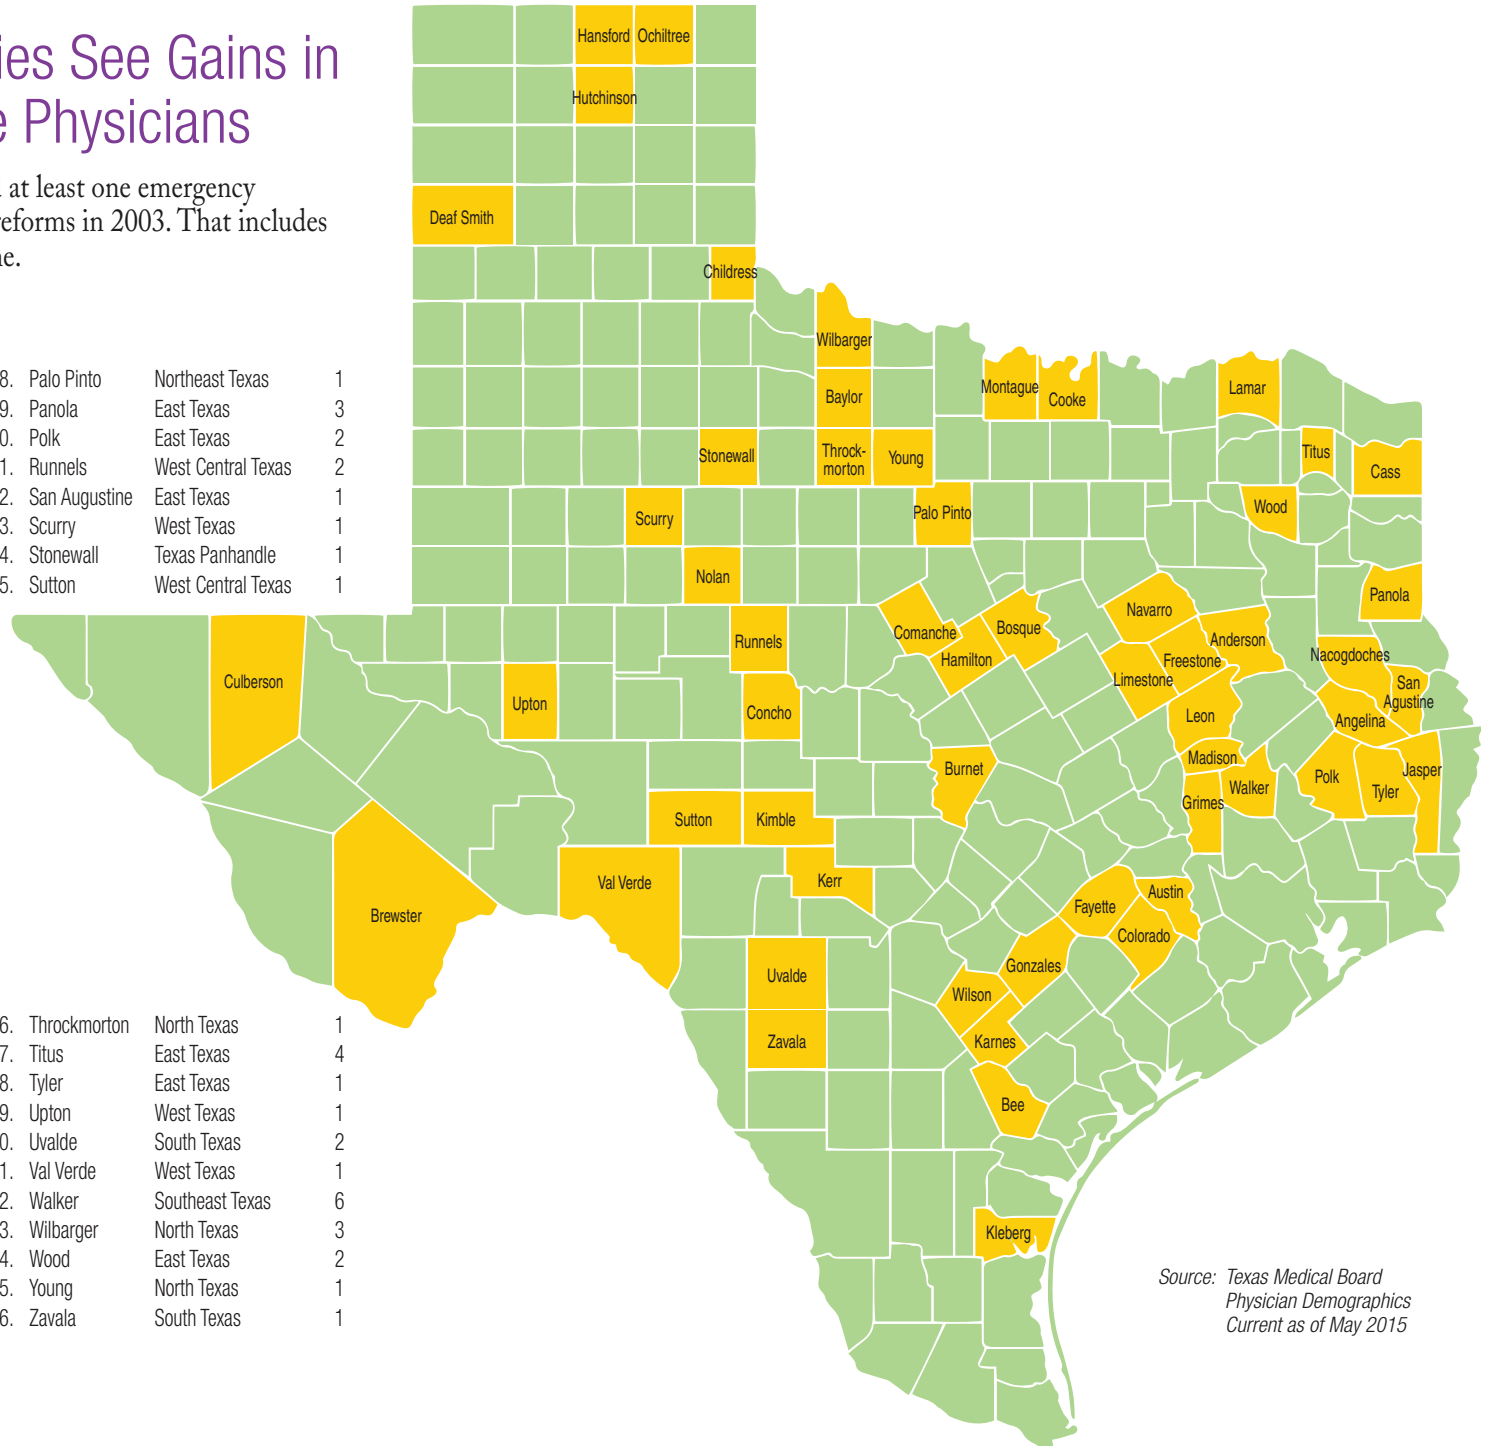 ies See Gains in
e Physicians
at least one emergency
reforms in 2003. That includes
ne.
8. Palo Pinto Northeast Texas 1
9. Panola East Texas 3
0. Polk East Texas 2
1. Runnels West Central Texas 2
2. San Augustine East Texas 1
3. Scurry West Texas 1
4. Stonewall Texas Panhandle 1
5. Sutton West Central Texas 1
6. Throckmorton North Texas 1
7. Titus East Texas 4
8. Tyler East Texas 1
9. Upton West Texas 1
0. Uvalde South Texas 2
1. Val Verde West Texas 1
2. Walker Southeast Texas 6
3. Wilbarger North Texas 3
4. Wood East Texas 2
5. Young North Texas 1
6. Zavala South Texas 1
Hansford
Ochiltree
Hutchinson
Deaf Smith
Childress
Wilbarger
Baylor
Montague
Cooke
Lamar
Stonewall
Throck-
morton
Young
Titus
Cass
Scurry
Palo Pinto
Wood
Nolan
Panola
Runnels
Comanche
Hamilton
Bosque
Navarro
Limestone
Freestone
Anderson
Nacogdoches
San
Agustine
Culberson
Upton
Concho
Leon
Angelina
Burnet
Madison
Grimes
Walker
Polk
Tyler
Jasper
Sutton
Kimble
Val Verde
Kerr
Brewster
Fayette
Austin
Colorado
Gonzales
Uvalde
Wilson
Zavala
Karnes
Bee
Kleberg
Source: Texas Medical Board
Physician Demographics
Current as of May 2015